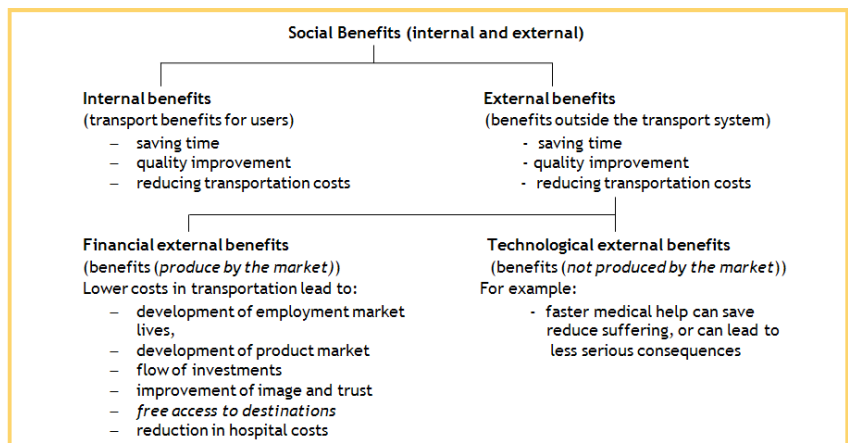 Social Benefits (internal and external)
Internal benefits
(transport benefits for users)
– saving time
– quality improvement
– reducing transportation costs
External benefits
(benefits outside the transport system)
- saving time
- quality improvement
- reducing transportation costs
Financial external benefits
(benefits (produce by the market))
Lower costs in transportation lead to:
– development of employment market
lives,
– development of product market
– flow of investments
– improvement of image and trust
– free access to destinations
– reduction in hospital costs
Technological external benefits
(benefits (not produced by the market))
For example:
- faster medical help can save
reduce suffering, or can lead to
less serious consequences